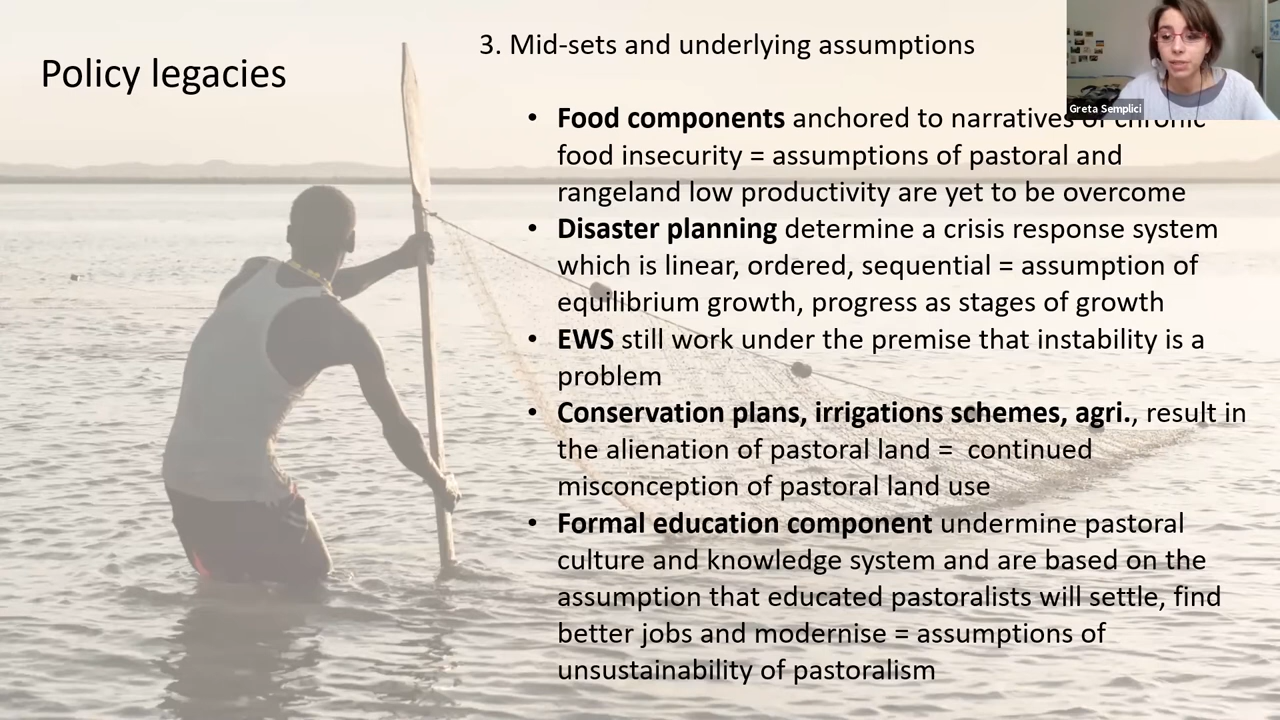 Policy legacies
3. Mid-sets and underlying assumptions
Greta Semplici
• Food components anchored to narratives of chronic
food insecurity = assumptions of pastoral and
rangeland low productivity are yet to be overcome
• Disaster planning determine a crisis response system
which is linear, ordered, sequential = assumption of
equilibrium growth, progress as stages of growth
• EWS still work under the premise that instability is a
problem
• Conservation plans, irrigations schemes, agri., result in
the alienation of pastoral land = continued
misconception of pastoral land use
• Formal education component undermine pastoral
culture and knowledge system and are based on the
assumption that educated pastoralists will settle, find
better jobs and modernise = assumptions of
unsustainability of pastoralism